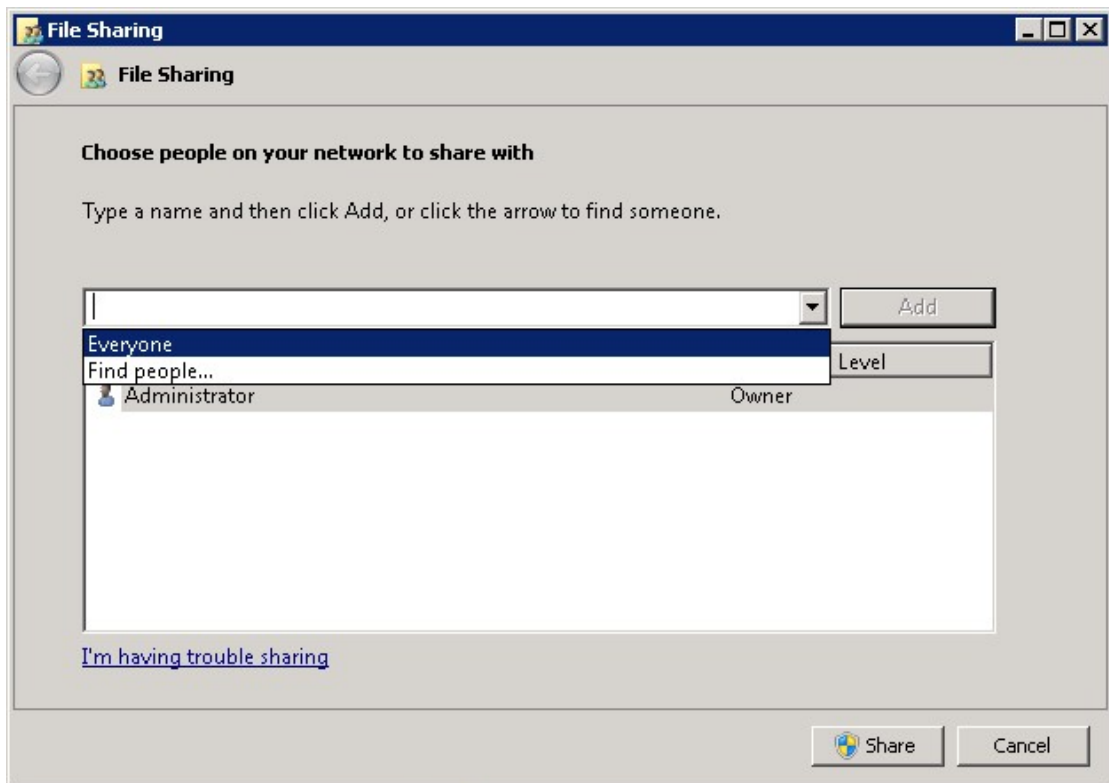 File Sharing
File Sharing
Choose people on your network to share with
Type a name and then click Add, or click the arrow to find someone.
Add
Everyone
Find people...
Level
Administrator Owner
I'm having trouble sharing
Share Cancel